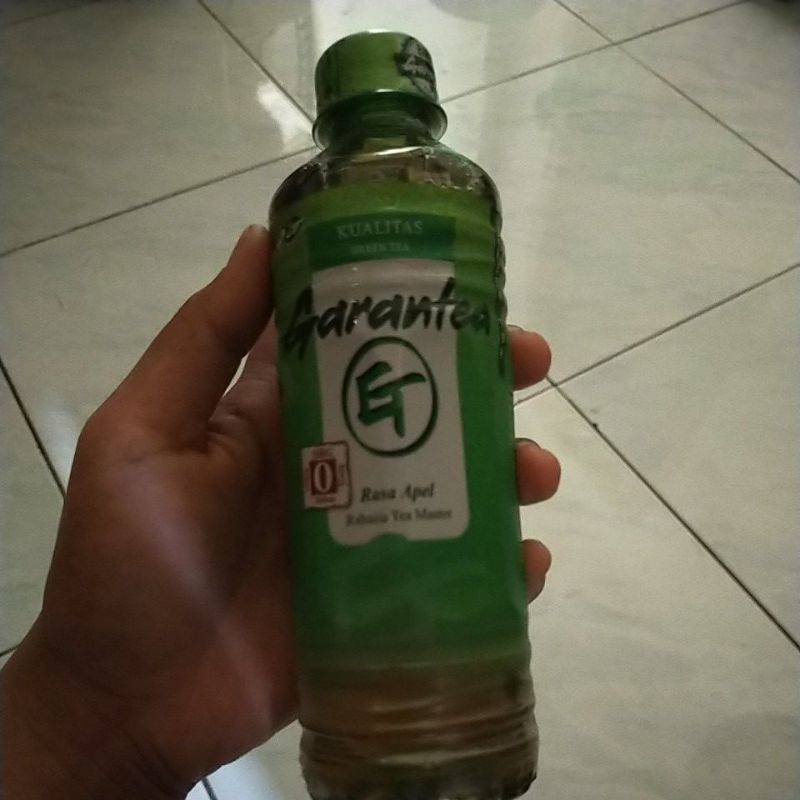 KUALITAS
GREEN TEA
Garantea
ET
0
Rasa Apel
Rahasia Tea Master